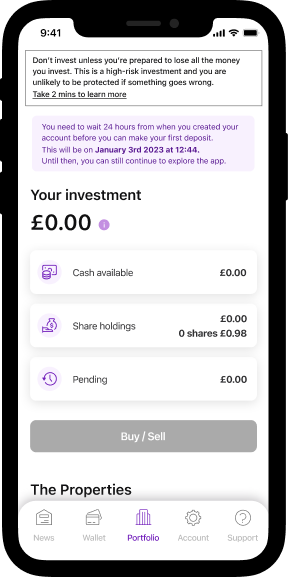 9:41
Don't invest unless you're prepared to lose all the money
you invest. This is a high-risk investment and you are
unlikely to be protected if something goes wrong.
Take 2 mins to learn more
You need to wait 24 hours from when you created your
account before you can make your first deposit.
This will be on January 3rd 2023 at 12:44.
Until then, you can still continue to explore the app.
Your investment
£0.00 i
Cash available £0.00
Share holdings £0.00
0 shares £0.98
Pending £0.00
Buy / Sell
The Properties
News Wallet Portfolio Account Support